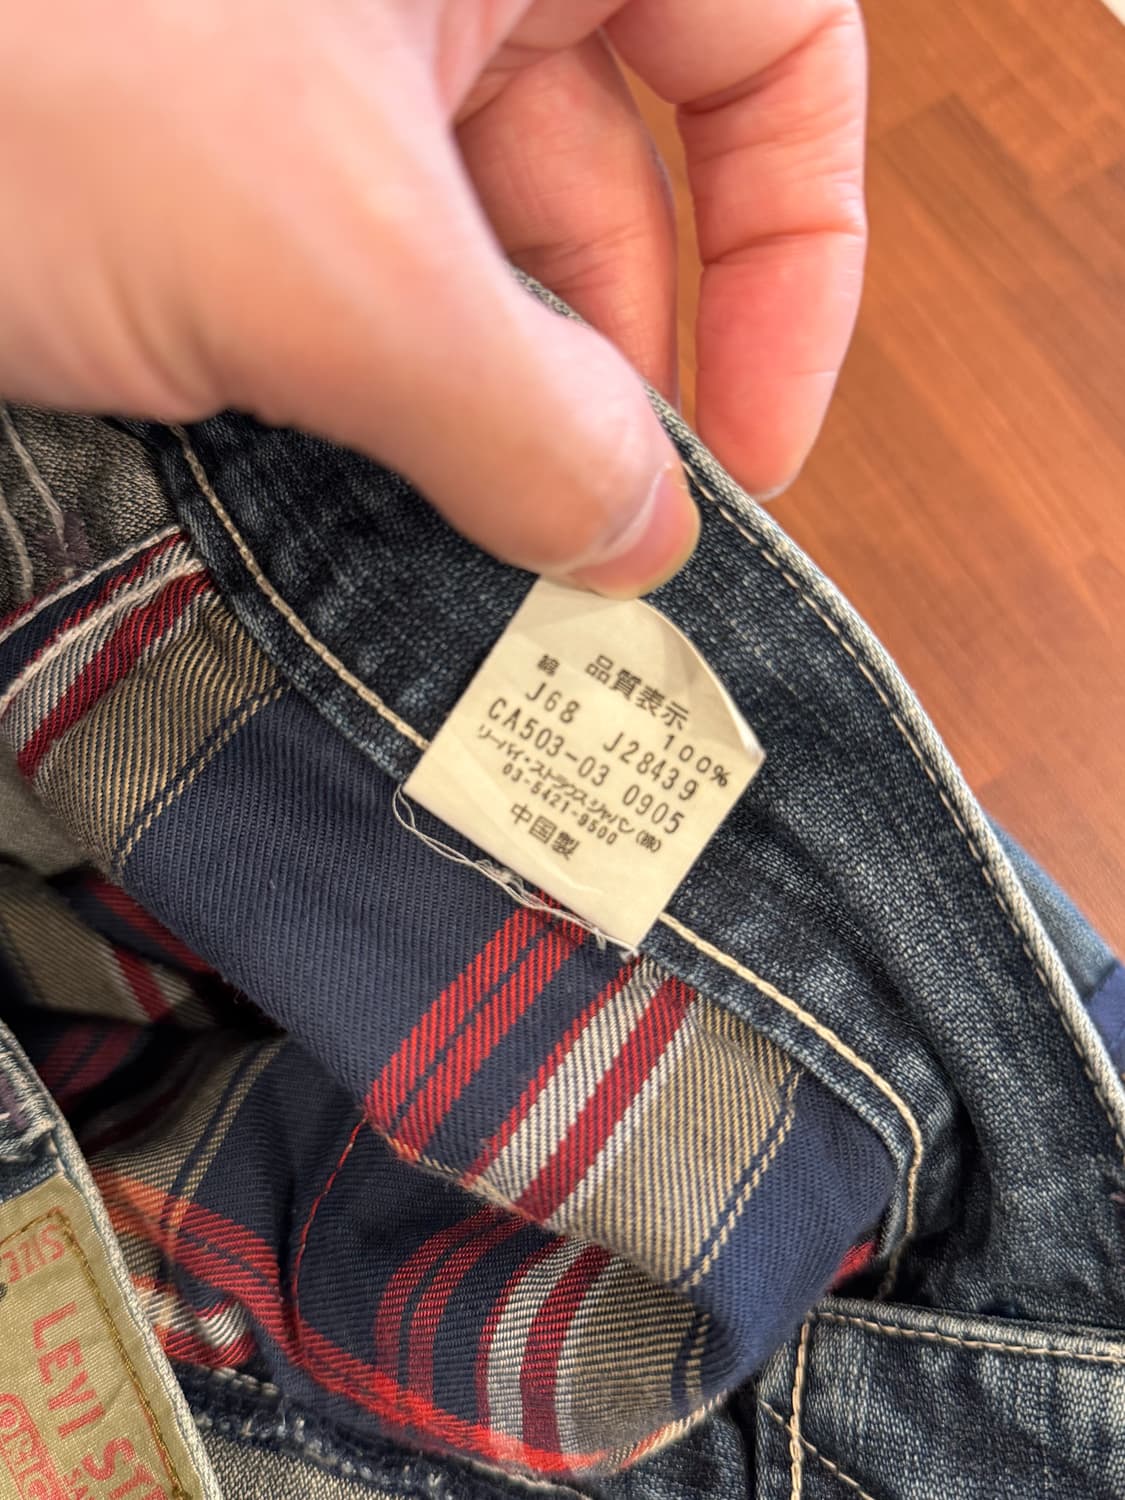 品質表示
綿 100%
J68 J28439
CA503-03 0905
リーバイ・ストラウス ジャパン(株)
03-5421-9500
中国製
LEVI